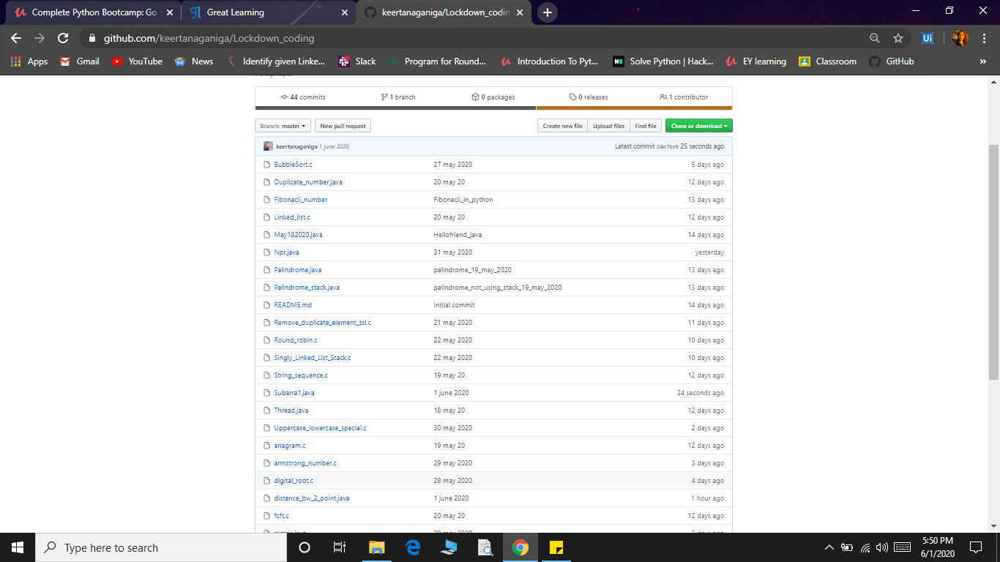 Complete Python Bootcamp: Go
Great Learning
keertanaganiga/Lockdown_codin
github.com/keertanaganiga/Lockdown_coding
Apps Gmail YouTube News Identify given Linke... Slack Program for Round... Introduction To Pyt... Solve Python | Hack... EY learning Classroom GitHub »
44 commits 1 branch 0 packages 0 releases 1 contributor
Branch: master New pull request Create new file Upload files Find file Clone or download
keertanaganiga 1 june 2020 Latest commit 24e7be9 25 seconds ago
BubbleSort.c 27 may 2020 5 days ago
Duplicate_number.java 20 may 20 12 days ago
Fibonacii_number Fibonacii_in_python 13 days ago
Linked_list.c 20 may 20 12 days ago
May182020.java Hellofriend_java 14 days ago
Npr.java 31 may 2020 yesterday
Palindrome.java palindrome_19_may_2020 13 days ago
Palindrome_stack.java palindrome_not_using_stack_19_may_2020 13 days ago
README.md Initial commit 14 days ago
Remove_duplicate_element_ssl.c 21 may 2020 11 days ago
Round_robin.c 22 may 2020 10 days ago
Singly_Linked_List_Stack.c 22 may 2020 10 days ago
String_sequence.c 19 may 20 12 days ago
Subarra1.java 1 june 2020 24 seconds ago
Thread.java 18 may 20 12 days ago
Uppercase_lowercase_special.c 30 may 2020 2 days ago
anagram.c 19 may 20 12 days ago
armstrong_number.c 29 may 2020 3 days ago
digital_root.c 28 may 2020 4 days ago
distance_bw_2_point.java 1 june 2020 1 hour ago
fcfs.c 20 may 20 12 days ago
Type here to search
5:50 PM
6/1/2020